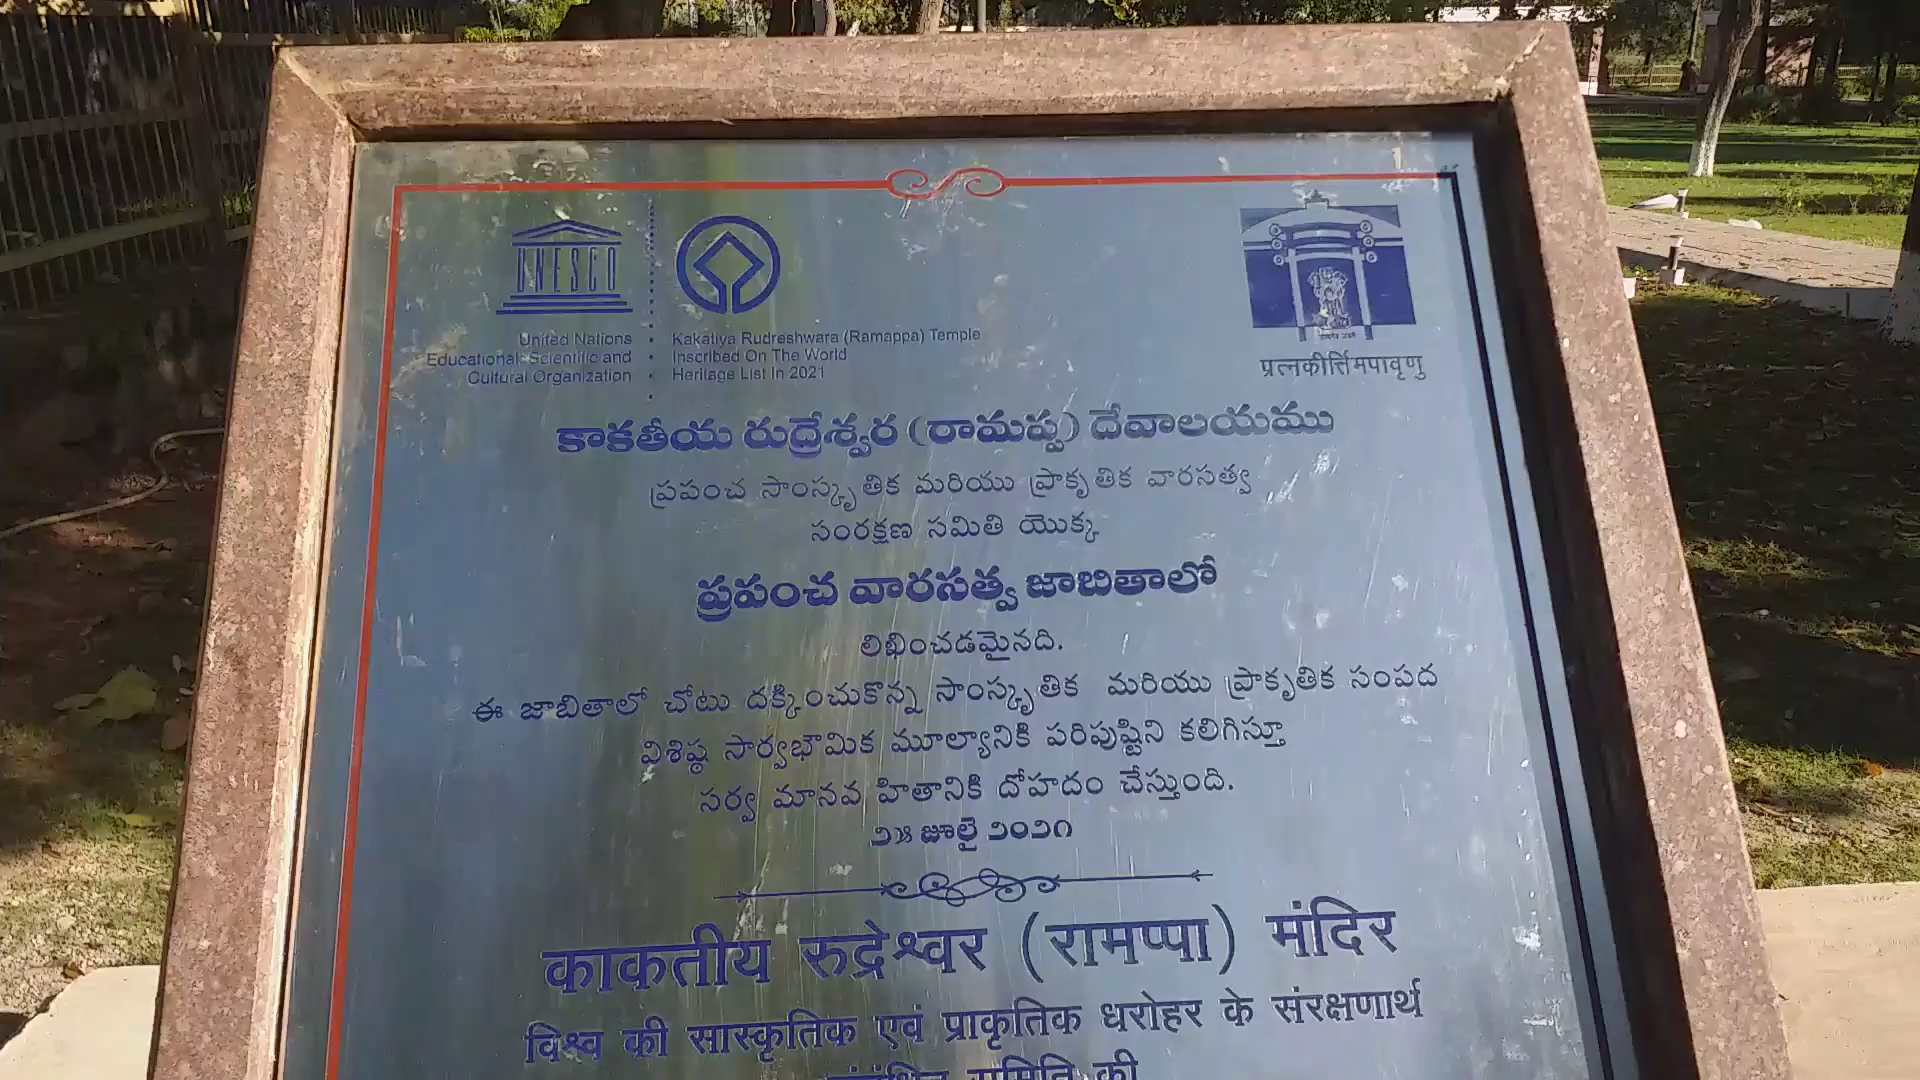 UNESCO
United Nations
Educational, Scientific and
Cultural Organization
Kakatiya Rudreshwara (Ramappa) Temple
Inscribed On The World
Heritage List In 2021
प्रत्नकीर्त्तिमपावृणु
కాకతీయ రుద్రేశ్వర (రామప్ప) దేవాలయము
ప్రపంచ సాంస్కృతిక మరియు ప్రాకృతిక వారసత్వ
సంరక్షణ సమితి యొక్క
ప్రపంచ వారసత్వ జాబితాలో
లిఖించడమైనది.
ఈ జాబితాలో చోటు దక్కించుకొన్న సాంస్కృతిక మరియు ప్రాకృతిక సంపద
విశిష్ఠ సార్వభౌమిక మూల్యానికి పరిపుష్టిని కలిగిస్తూ
సర్వ మానవ హితానికి దోహదం చేస్తుంది.
౨౫ జూలై ౨౦౨౧
काकतीय रुद्रेश्वर (रामप्पा) मंदिर
विश्व की सास्कृतिक एवं प्राकृतिक धरोहर के संरक्षणार्थ
समिति की